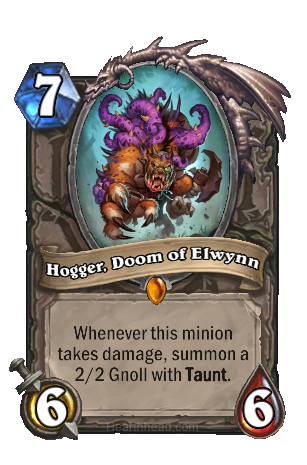 7
Hogger, Doom of Elwynn
Whenever this minion
takes damage, summon a
2/2 Gnoll with Taunt.
6
6